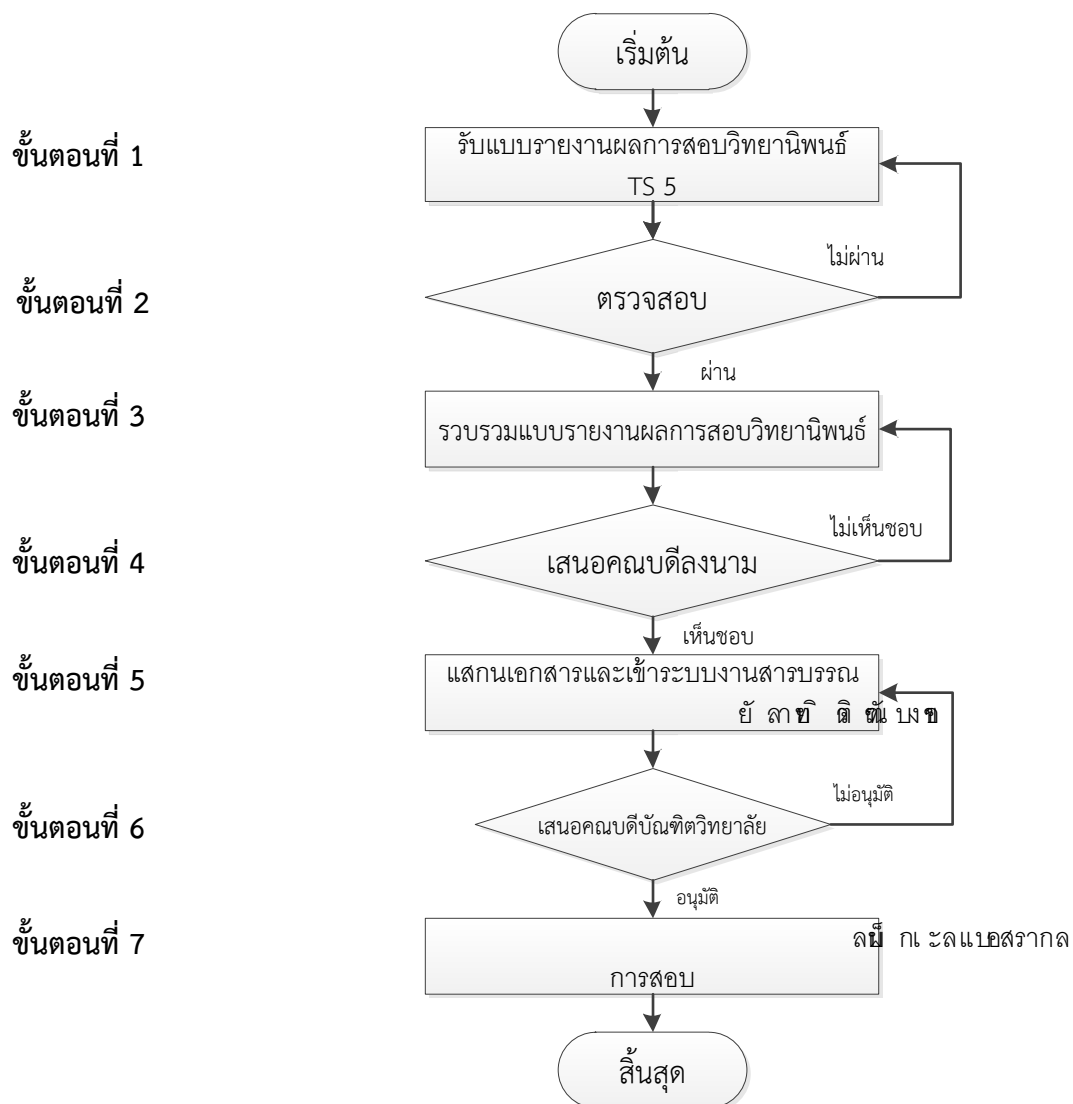 เริ่มต้น
ขั้นตอนที่ 1
รับแบบรายงานผลการสอบวิทยานิพนธ์
TS 5
ไม่ผ่าน
ขั้นตอนที่ 2
ตรวจสอบ
ผ่าน
ขั้นตอนที่ 3
รวบรวมแบบรายงานผลการสอบวิทยานิพนธ์
ไม่เห็นชอบ
ขั้นตอนที่ 4
เสนอคณบดีลงนาม
เห็นชอบ
ขั้นตอนที่ 5
แสกนเอกสารและเข้าระบบงานสารบรรณ
ไม่อนุมัติ
ขั้นตอนที่ 6
เสนอคณบดีบัณฑิตวิทยาลัย
อนุมัติ
ขั้นตอนที่ 7
การสอบ
สิ้นสุด